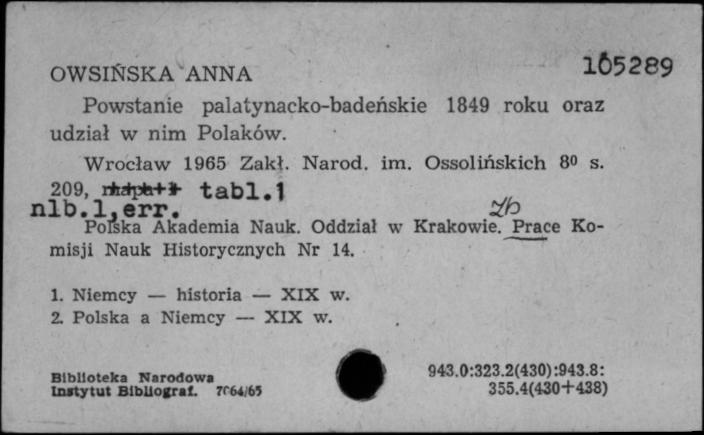 165289
OWSIŃSKA ANNA
Powstanie palatynacko-badeńskie 1849 roku oraz
udział w nim Polaków.
Wrocław 1965 Zakł. Narod. im. Ossolińskich 8⁰ s.
209, tabl.1
nlb.1,err.
zb
Polska Akademia Nauk. Oddział w Krakowie. Prace Ko-
misji Nauk Historycznych Nr 14.
1. Niemcy — historia — XIX w.
2. Polska a Niemcy — XIX w.
Biblioteka Narodowa
Instytut Bibliograf. 7064/65
943.0:323.2(430):943.8:
355.4(430+438)